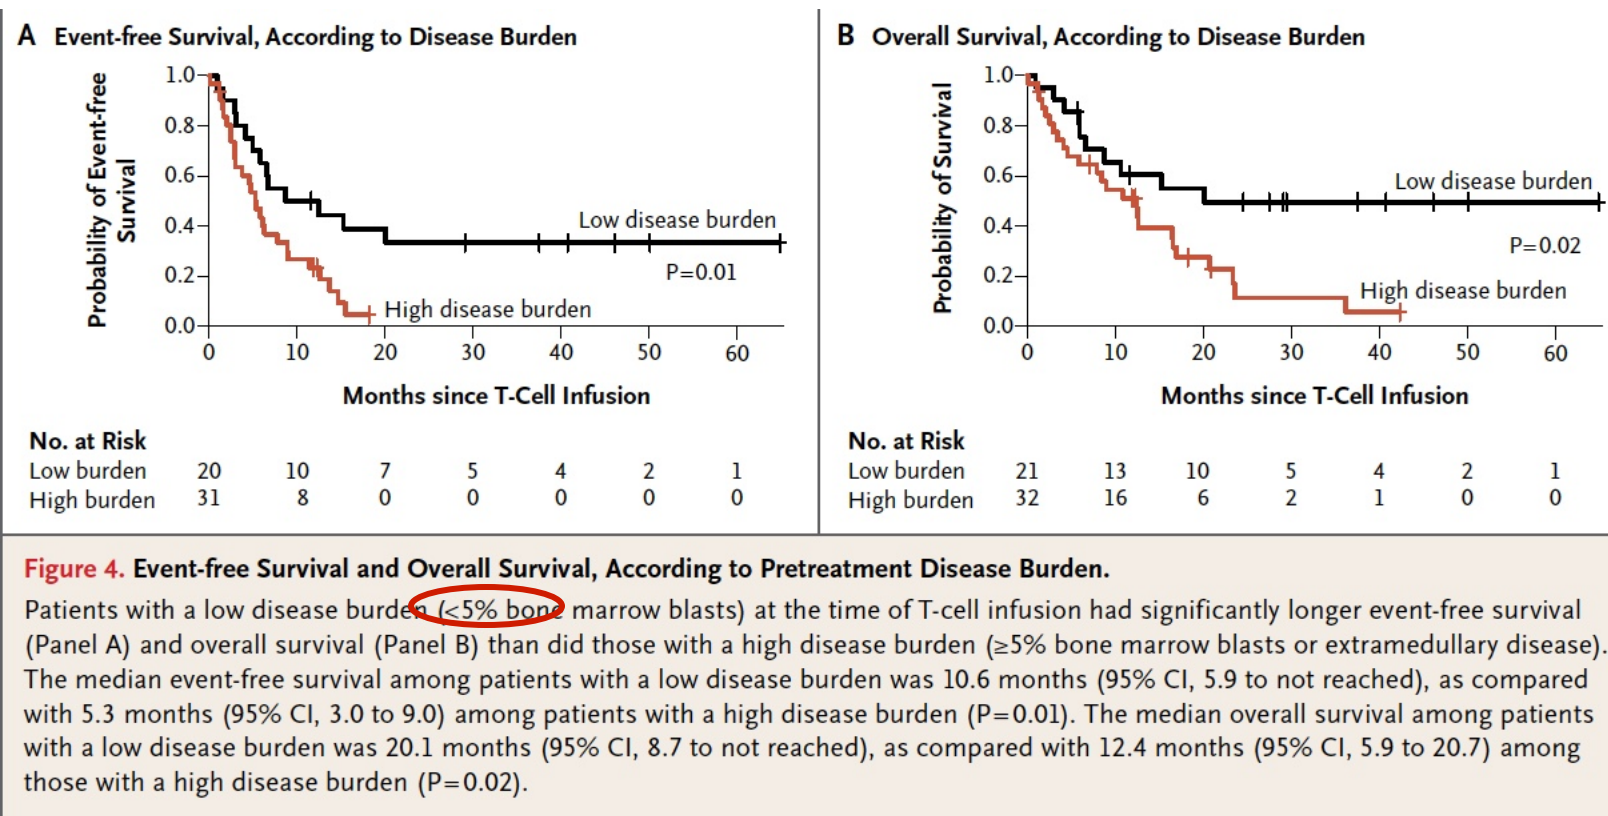 A Event-free Survival, According to Disease Burden
Probability of Event-free
Survival
1.0
0.8
0.6
0.4
0.2
0.0
Low disease burden
P=0.01
High disease burden
0 10 20 30 40 50 60
Months since T-Cell Infusion
No. at Risk
Low burden 20 10 7 5 4 2 1
High burden 31 8 0 0 0 0 0
B Overall Survival, According to Disease Burden
Probability of Survival
1.0
0.8
0.6
0.4
0.2
0.0
Low disease burden
P=0.02
High disease burden
0 10 20 30 40 50 60
Months since T-Cell Infusion
No. at Risk
Low burden 21 13 10 5 4 2 1
High burden 32 16 6 2 1 0 0
Figure 4. Event-free Survival and Overall Survival, According to Pretreatment Disease Burden.
Patients with a low disease burden (<5% bone marrow blasts) at the time of T-cell infusion had significantly longer event-free survival
(Panel A) and overall survival (Panel B) than did those with a high disease burden (≥5% bone marrow blasts or extramedullary disease).
The median event-free survival among patients with a low disease burden was 10.6 months (95% CI, 5.9 to not reached), as compared
with 5.3 months (95% CI, 3.0 to 9.0) among patients with a high disease burden (P=0.01). The median overall survival among patients
with a low disease burden was 20.1 months (95% CI, 8.7 to not reached), as compared with 12.4 months (95% CI, 5.9 to 20.7) among
those with a high disease burden (P=0.02).